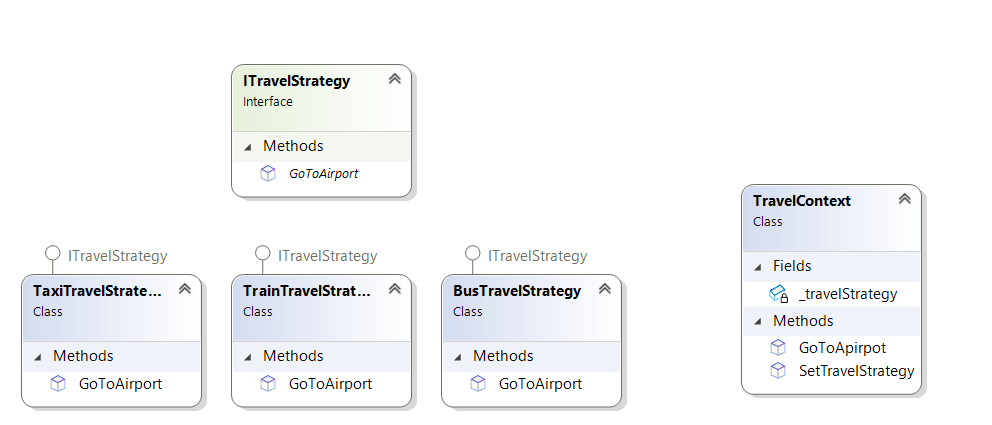 ITravelStrategy
Interface
Methods
GoToAirport
ITravelStrategy
TaxiTravelStrate...
Class
Methods
GoToAirport
ITravelStrategy
TrainTravelStrat...
Class
Methods
GoToAirport
ITravelStrategy
BusTravelStrategy
Class
Methods
GoToAirport
TravelContext
Class
Fields
_travelStrategy
Methods
GoToApirpot
SetTravelStrategy